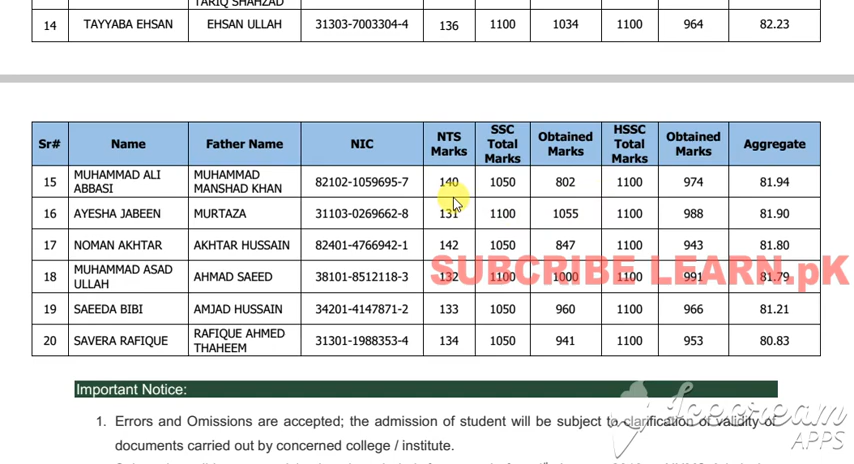 TARIQ SHAHZAD
14 TAYYABA EHSAN EHSAN ULLAH 31303-7003304-4 136 1100 1034 1100 964 82.23
Sr# Name Father Name NIC NTS Marks SSC Total Marks Obtained Marks HSSC Total Marks Obtained Marks Aggregate
15 MUHAMMAD ALI ABBASI MUHAMMAD MANSHAD KHAN 82102-1059695-7 140 1050 802 1100 974 81.94
16 AYESHA JABEEN MURTAZA 31103-0269662-8 131 1100 1055 1100 988 81.90
17 NOMAN AKHTAR AKHTAR HUSSAIN 82401-4766942-1 142 1050 847 1100 943 81.80
SUBCRIBE LEARN.pK
18 MUHAMMAD ASAD ULLAH AHMAD SAEED 38101-8512118-3 132 1100 1000 1100 991 81.79
19 SAEEDA BIBI AMJAD HUSSAIN 34201-4147871-2 133 1050 960 1100 966 81.21
20 SAVERA RAFIQUE RAFIQUE AHMED THAHEEM 31301-1988353-4 134 1050 941 1100 953 80.83
Important Notice:
1. Errors and Omissions are accepted; the admission of student will be subject to clarification of validity of
documents carried out by concerned college / institute.
Icecream
APPS